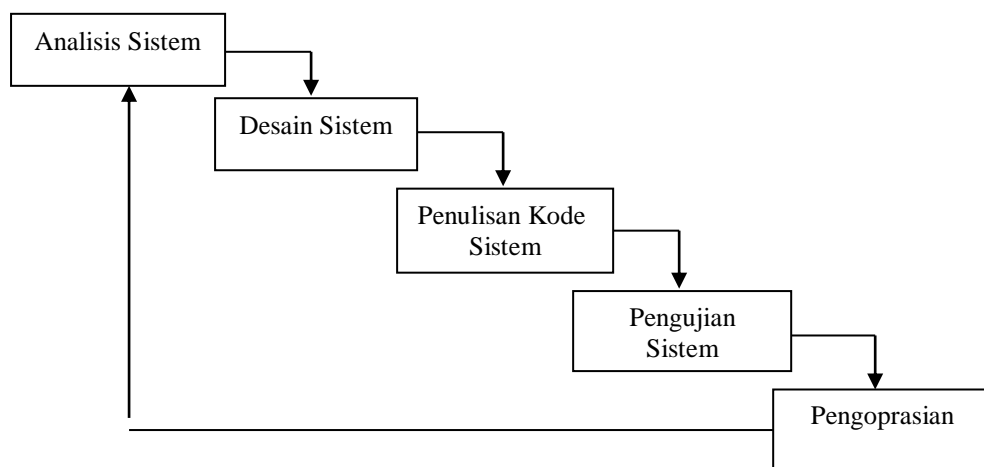 Analisis Sistem
Desain Sistem
Penulisan Kode
Sistem
Pengujian
Sistem
Pengoprasian